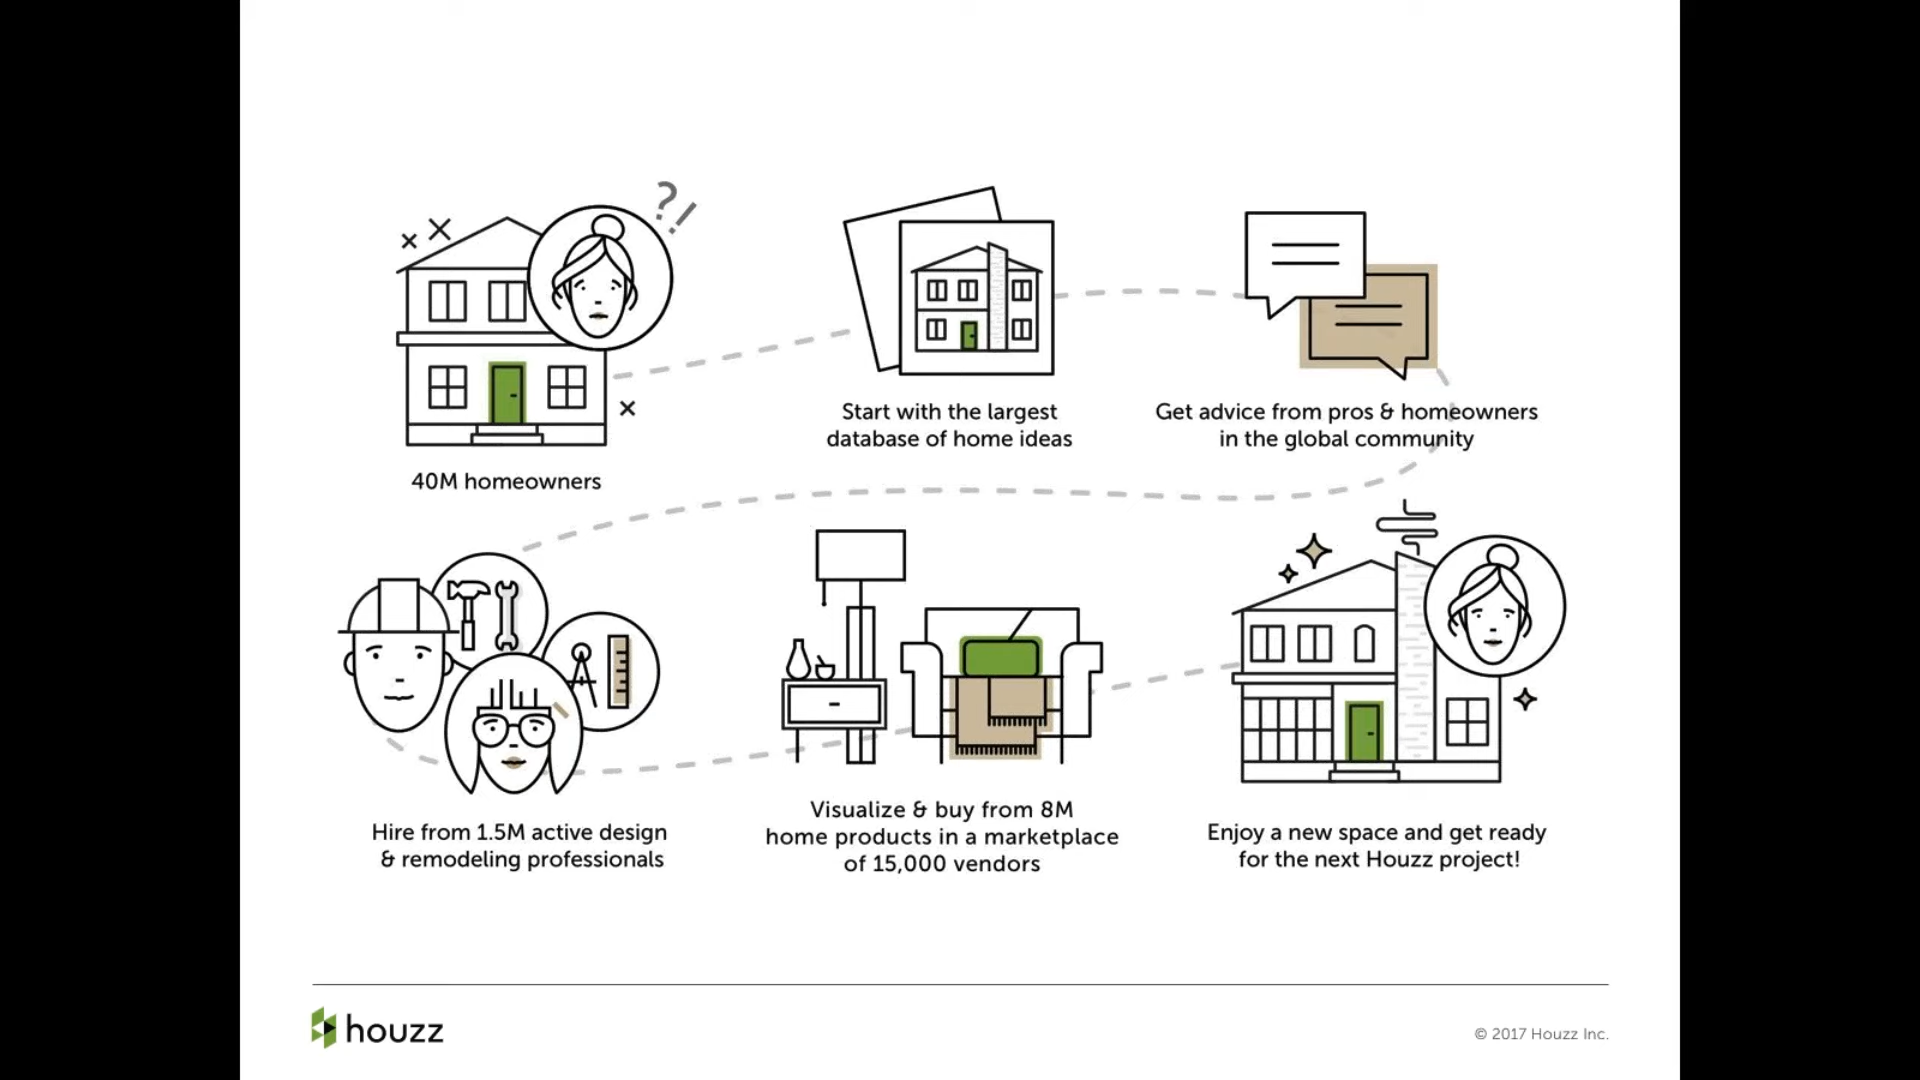 ?!
40M homeowners
Start with the largest
database of home ideas
Get advice from pros & homeowners
in the global community
Hire from 1.5M active design
& remodeling professionals
Visualize & buy from 8M
home products in a marketplace
of 15,000 vendors
Enjoy a new space and get ready
for the next Houzz project!
houzz
© 2017 Houzz Inc.